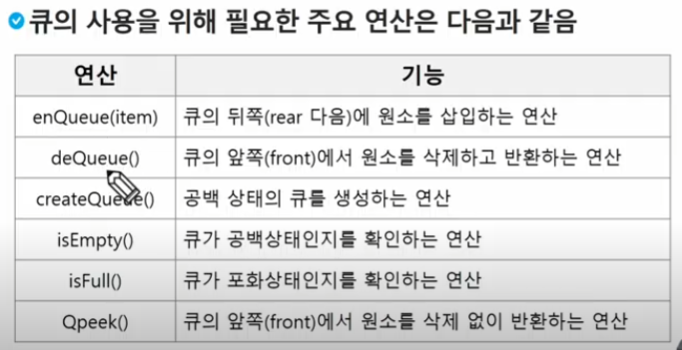 큐의 사용을 위해 필요한 주요 연산은 다음과 같음
연산 기능
enQueue(item) 큐의 뒤쪽(rear 다음)에 원소를 삽입하는 연산
deQueue() 큐의 앞쪽(front)에서 원소를 삭제하고 반환하는 연산
createQueue() 공백 상태의 큐를 생성하는 연산
isEmpty() 큐가 공백상태인지를 확인하는 연산
isFull() 큐가 포화상태인지를 확인하는 연산
Qpeek() 큐의 앞쪽(front)에서 원소를 삭제 없이 반환하는 연산